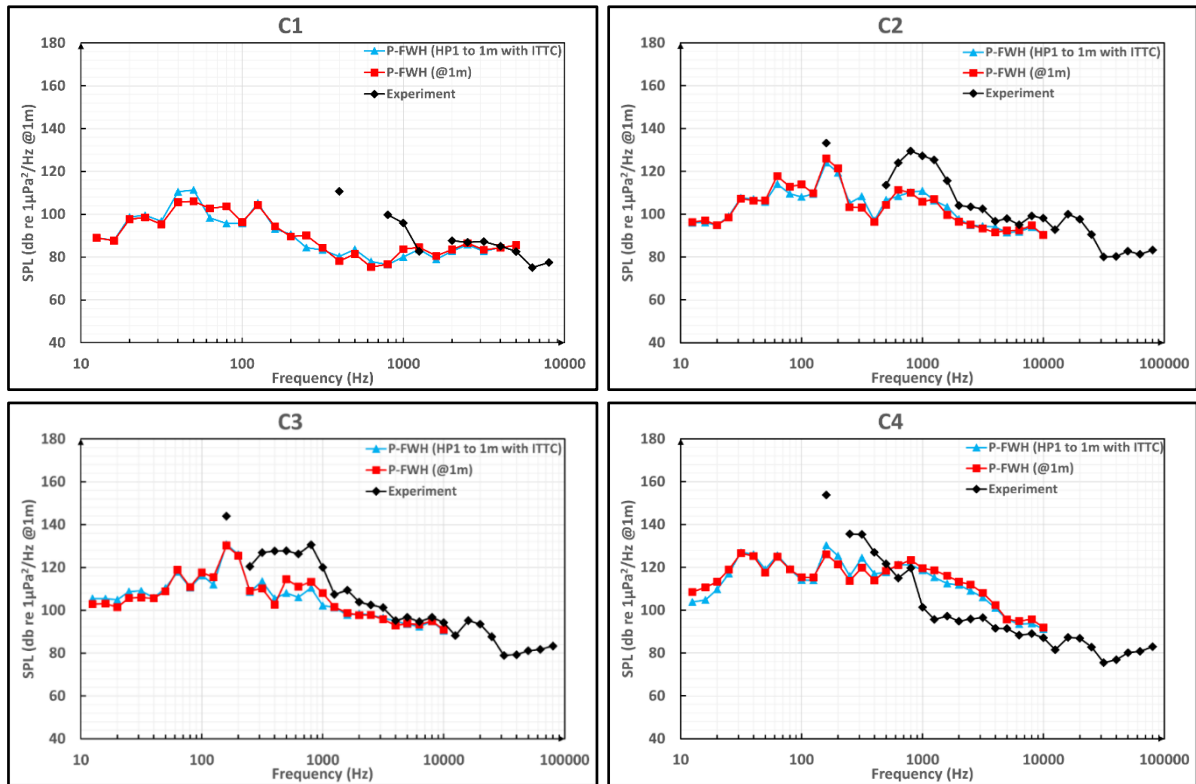 C1
P-FWH (HP1 to 1m with ITTC)
P-FWH (@1m)
Experiment
SPL (db re 1µPa²/Hz @1m)
180
160
140
120
100
80
60
40
10 100 1000 10000
Frequency (Hz)
C2
P-FWH (HP1 to 1m with ITTC)
P-FWH (@1m)
Experiment
SPL (db re 1µPa²/Hz @1m)
180
160
140
120
100
80
60
40
10 100 1000 10000 100000
Frequency (Hz)
C3
P-FWH (HP1 to 1m with ITTC)
P-FWH (@1m)
Experiment
SPL (db re 1µPa²/Hz @1m)
180
160
140
120
100
80
60
40
10 100 1000 10000 100000
Frequency (Hz)
C4
P-FWH (HP1 to 1m with ITTC)
P-FWH (@1m)
Experiment
SPL (db re 1µPa²/Hz @1m)
180
160
140
120
100
80
60
40
10 100 1000 10000 100000
Frequency (Hz)